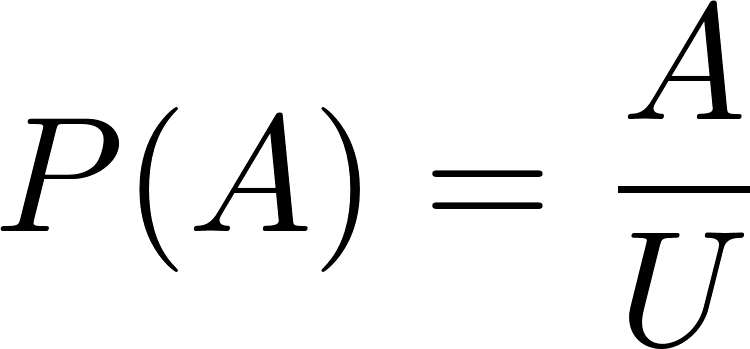 P(A) = A/U